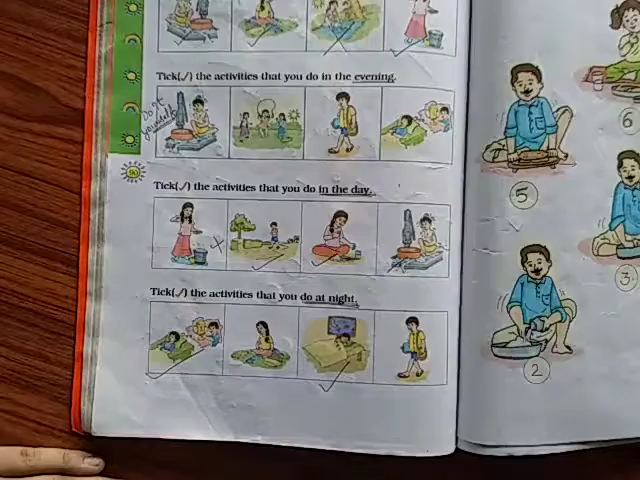 Tick(✓) the activities that you do in the evening.
Do it
yourself
Tick(✓) the activities that you do in the day.
Tick(✓) the activities that you do at night.
5
6
3
2